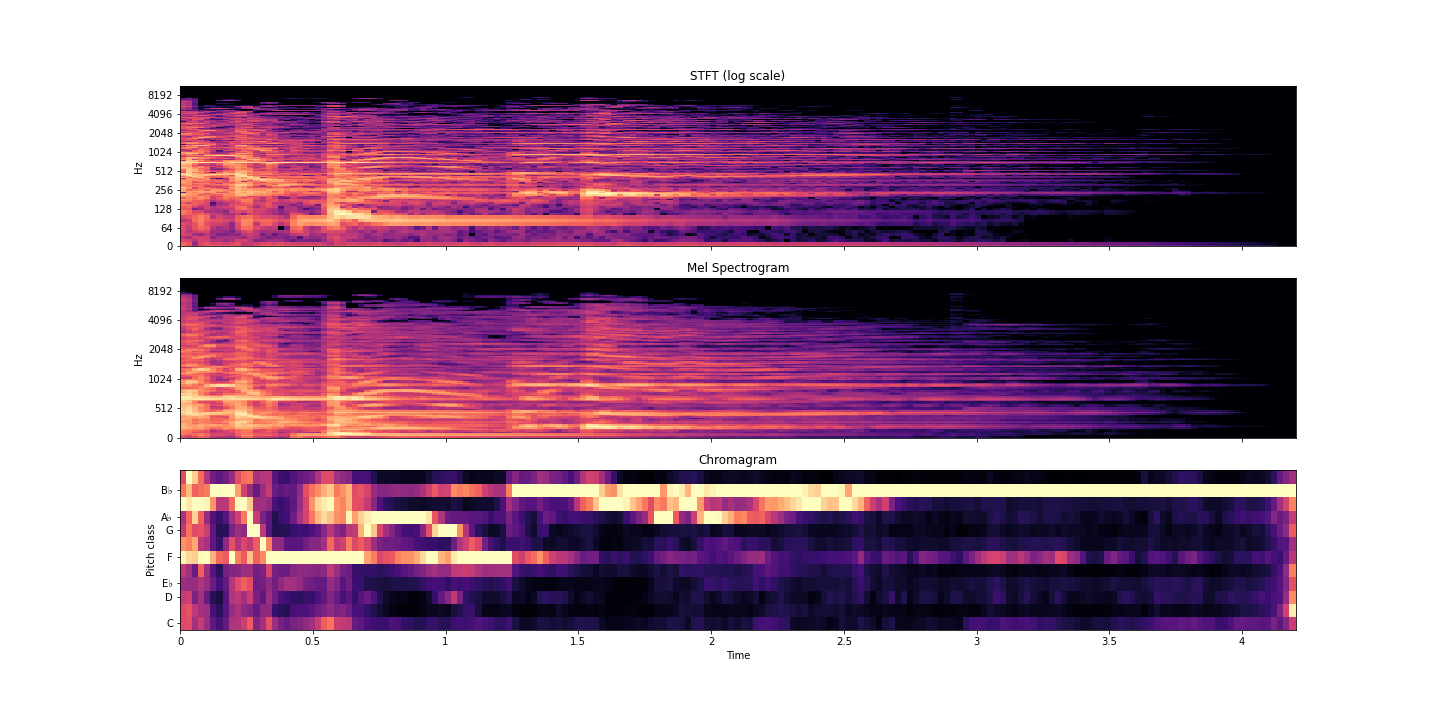 STFT (log scale)
8192
4096
2048
1024
512
256
128
64
0
Hz
Mel Spectrogram
8192
4096
2048
1024
512
0
Hz
Chromagram
B♭
A♭
G
F
E♭
D
C
Pitch class
0 0.5 1 1.5 2 2.5 3 3.5 4
Time